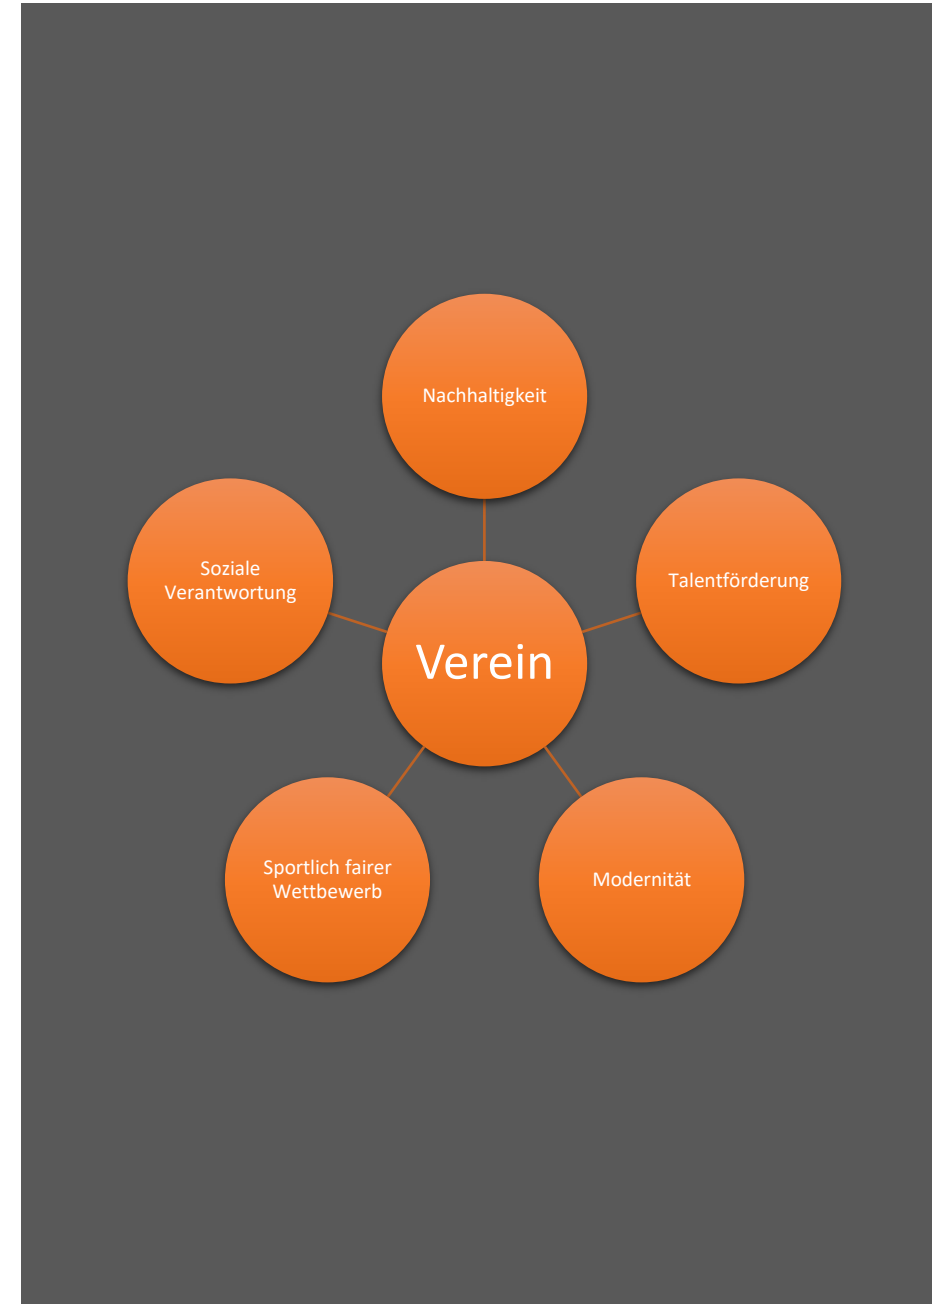 Nachhaltigkeit
Talentförderung
Modernität
Sportlich fairer
Wettbewerb
Soziale
Verantwortung
Verein